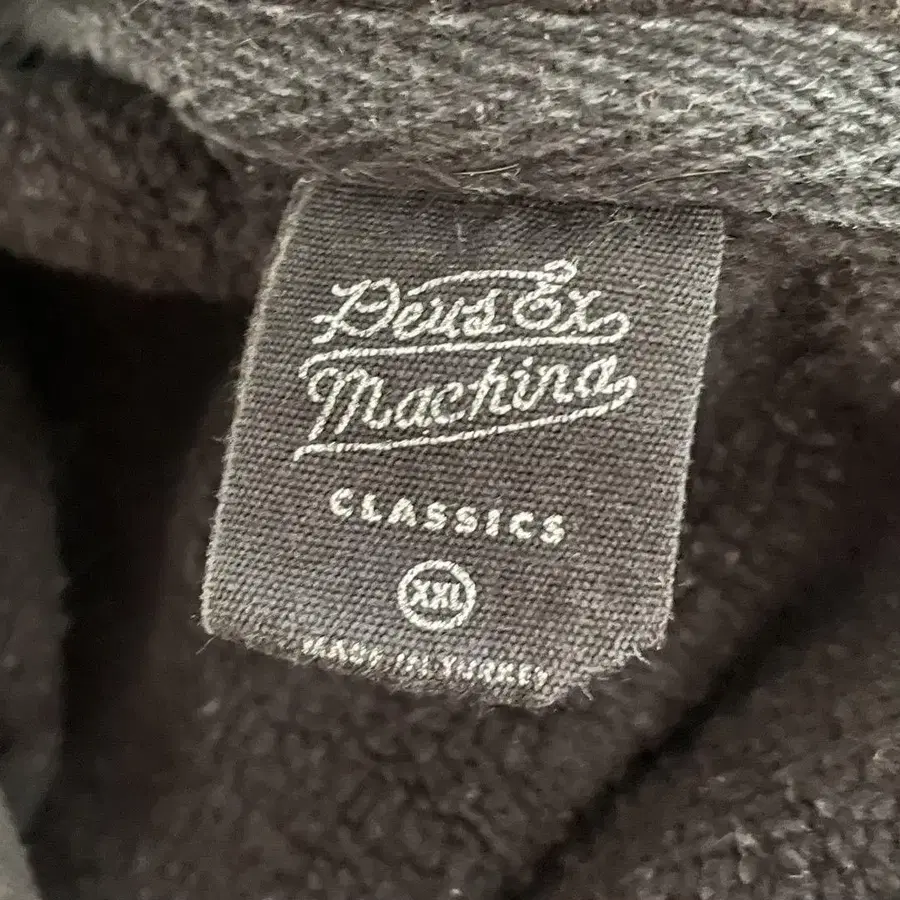 Deus Ex
Machina
CLASSICS
XXL
MADE IN TURKEY